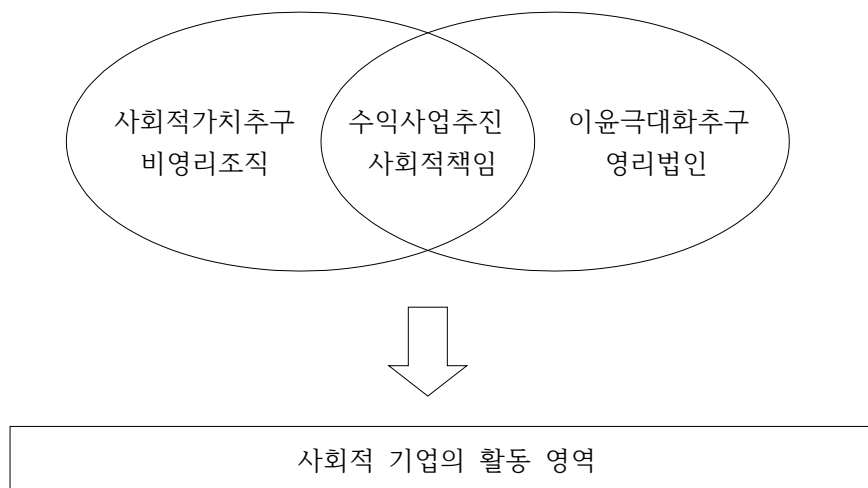 사회적가치추구
비영리조직
수익사업추진
사회적책임
이윤극대화추구
영리법인
사회적 기업의 활동 영역